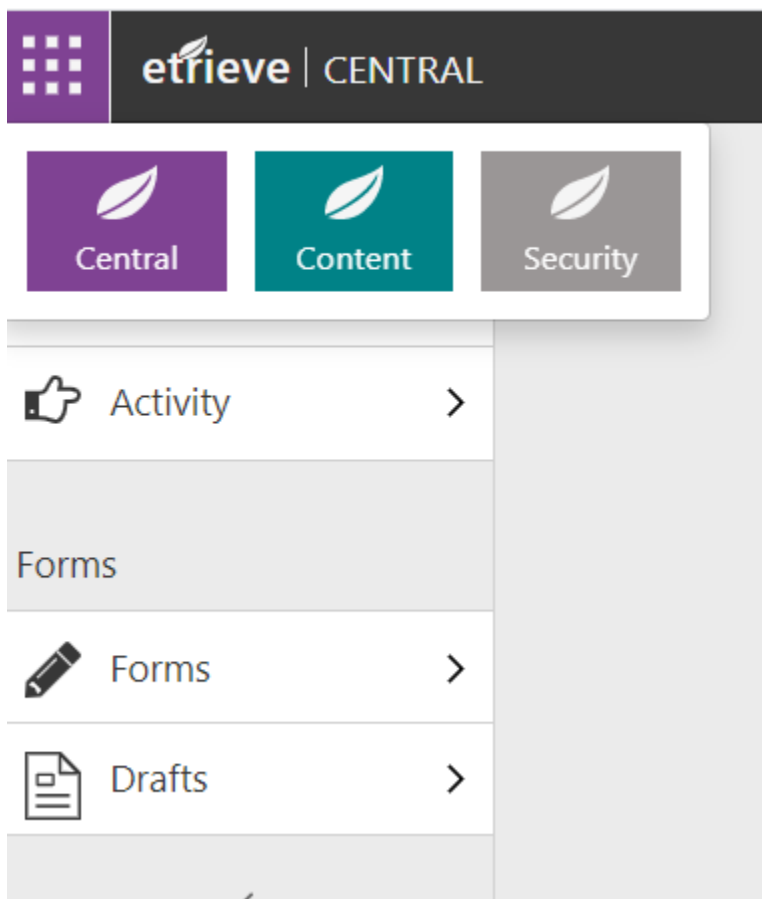 etrieve | CENTRAL
Central Content Security
Activity
Forms
Forms
Drafts